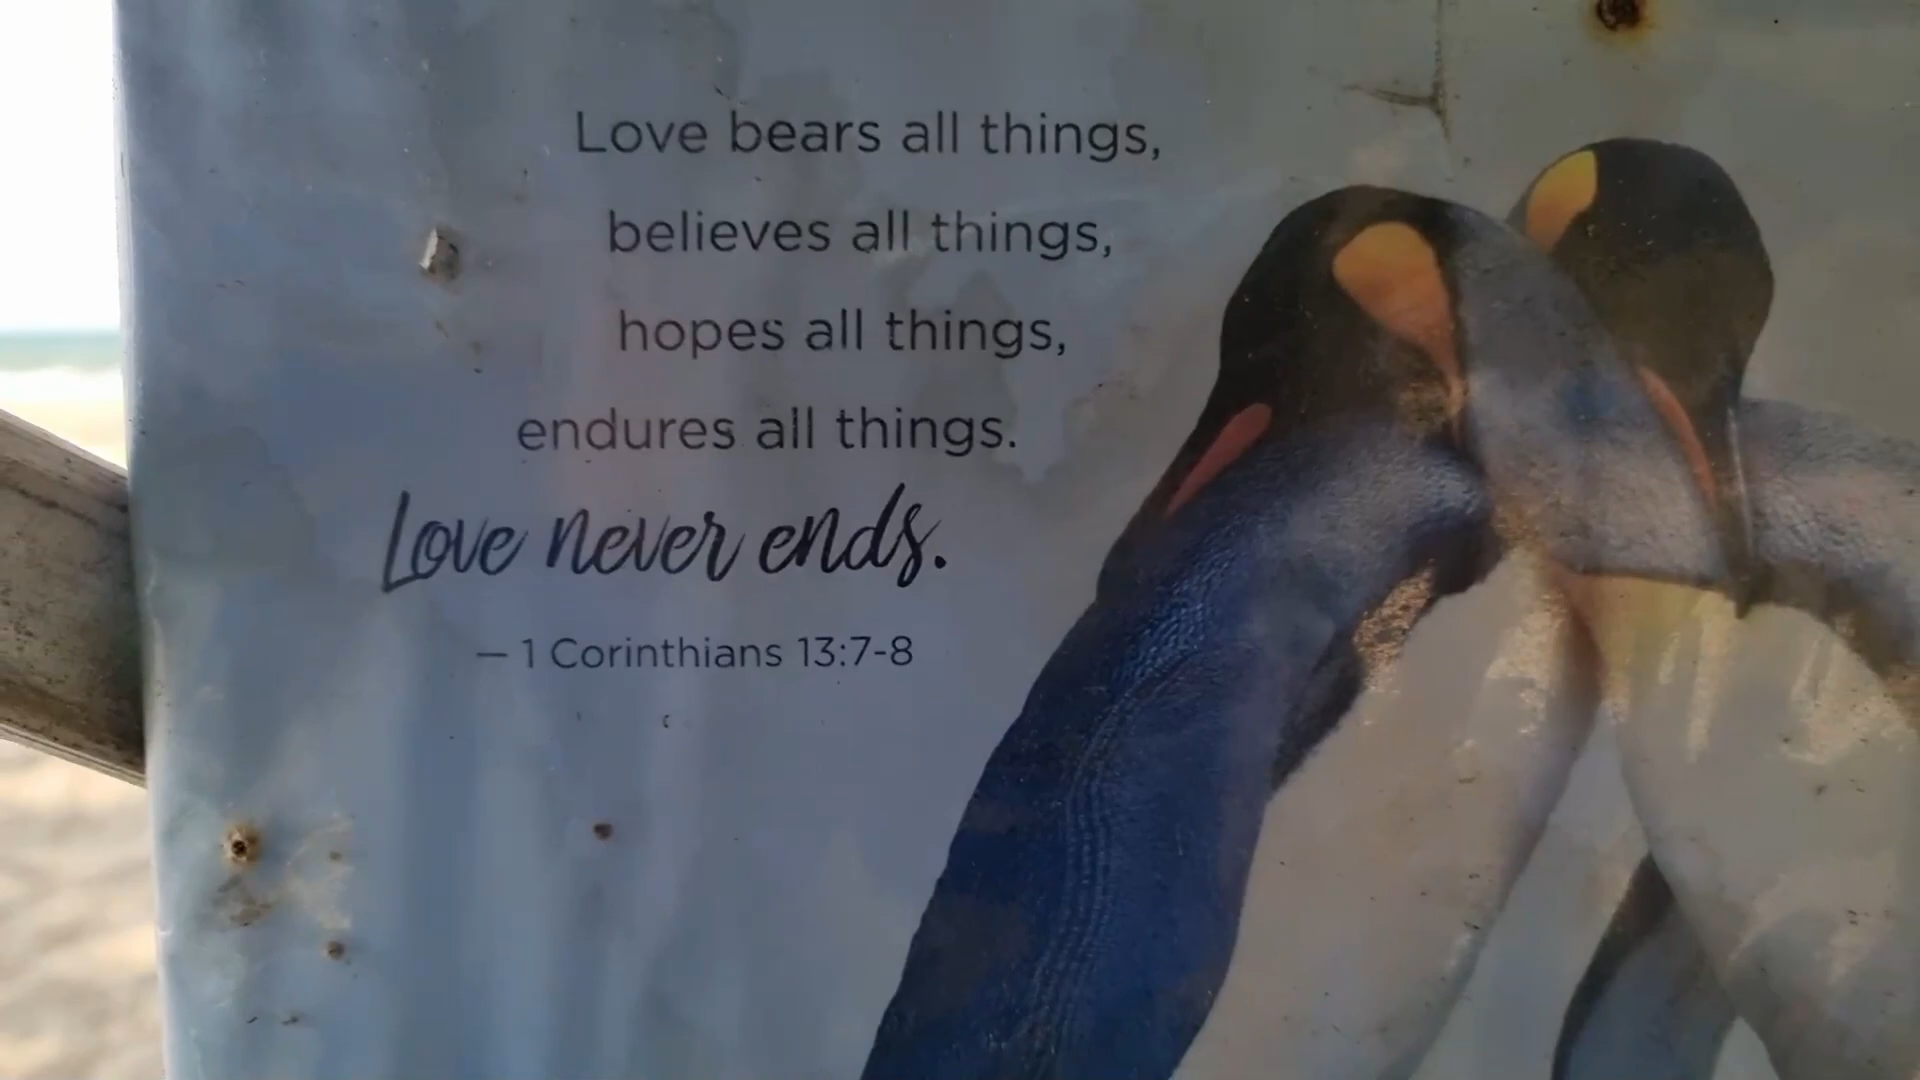 Love bears all things,
believes all things,
hopes all things,
endures all things.
Love never ends.
– 1 Corinthians 13:7-8